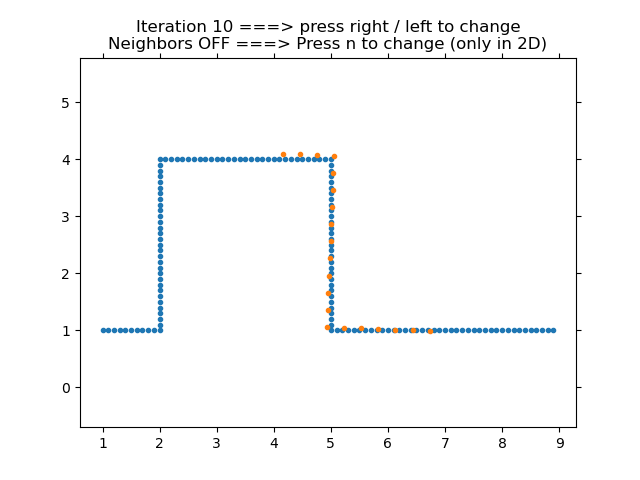 Iteration 10 ===> press right / left to change
Neighbors OFF ===> Press n to change (only in 2D)
5
4
3
2
1
0
1 2 3 4 5 6 7 8 9